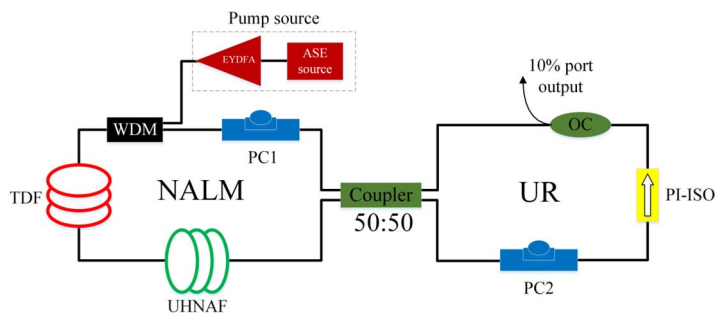 Pump source
EYDFA
ASE
source
10% port
output
WDM
OC
PC1
TDF
NALM
Coupler
50:50
UR
PI-ISO
UHNAF
PC2